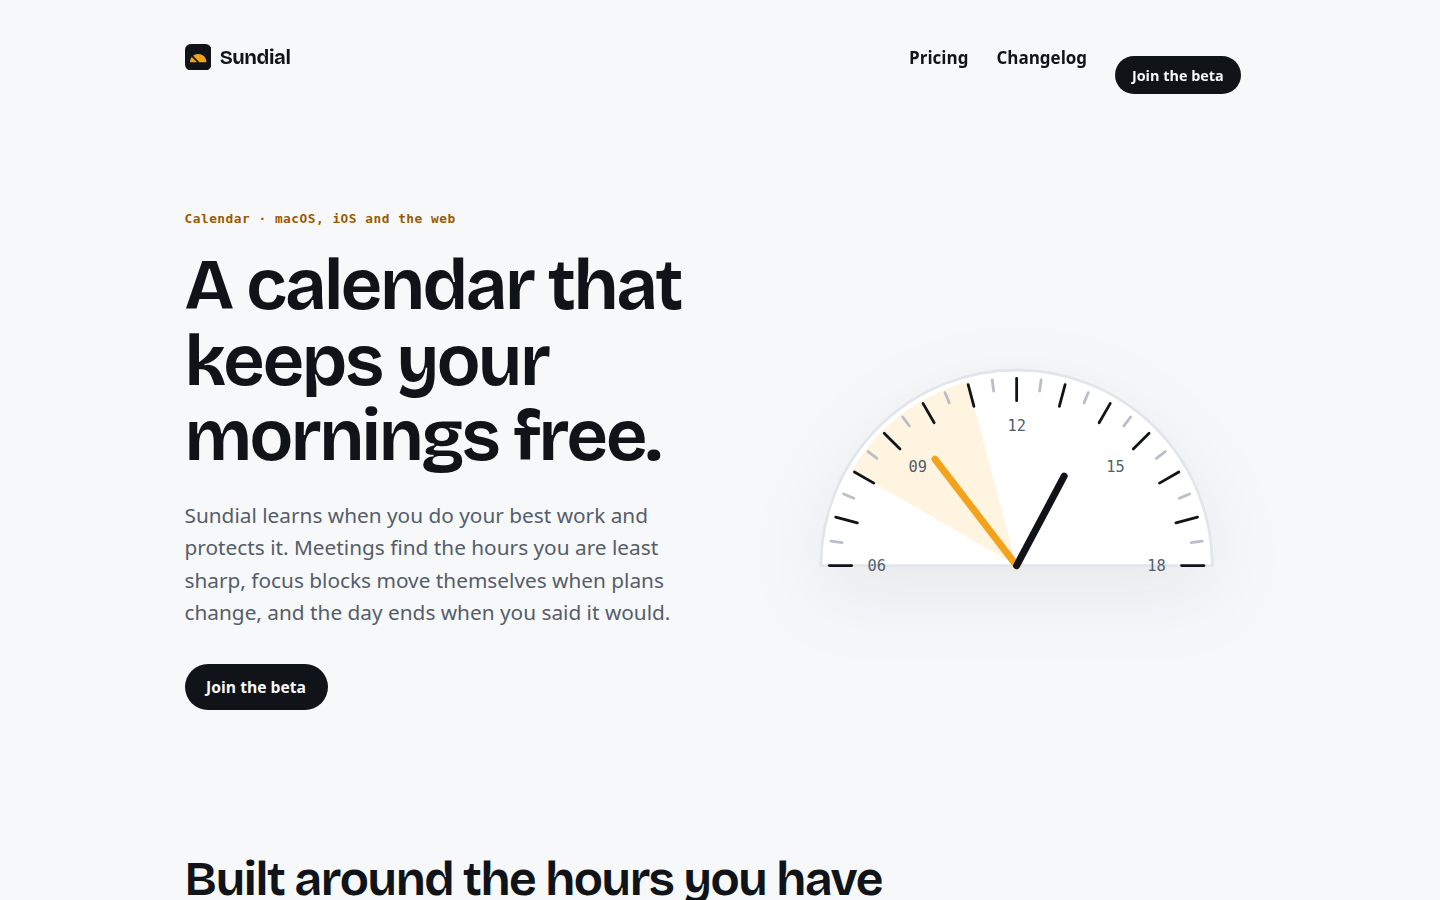 Sundial
Pricing
Changelog
Join the beta
Calendar · macOS, iOS and the web
A calendar that
keeps your
mornings free.
Sundial learns when you do your best work and
protects it. Meetings find the hours you are least
sharp, focus blocks move themselves when plans
change, and the day ends when you said it would.
Join the beta
12
09
15
06
18
Built around the hours you have